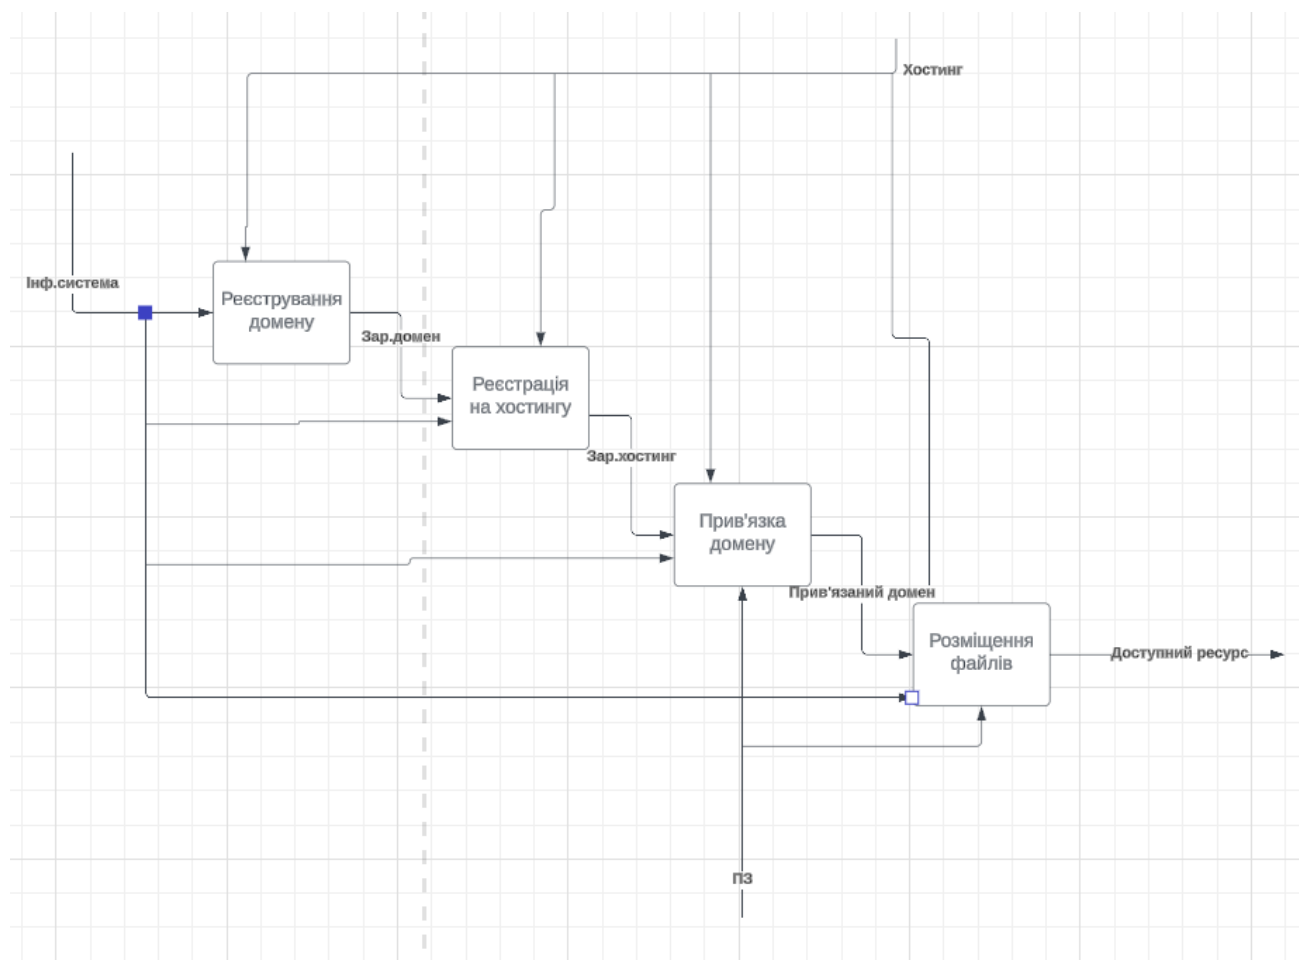 Хостинг
Інф.система
Реєстрування
домену
Зар.домен
Реєстрація
на хостингу
Зар.хостинг
Прив'язка
домену
Прив'язаний домен
Розміщення
файлів
Доступний ресурс
ПЗ